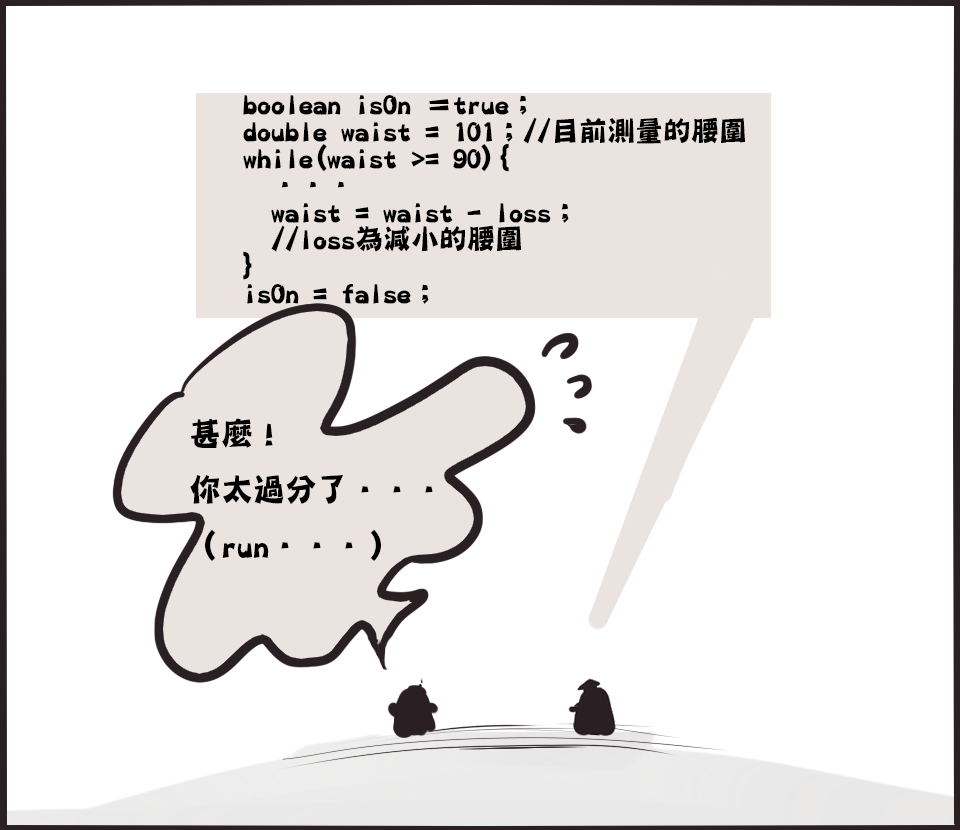 boolean isOn =true；
double waist = 101；//目前測量的腰圍
while(waist >= 90){
．．．
waist = waist - loss；
//loss為減小的腰圍
}
isOn = false；
甚麼！
你太過分了．．．
（run．．．）